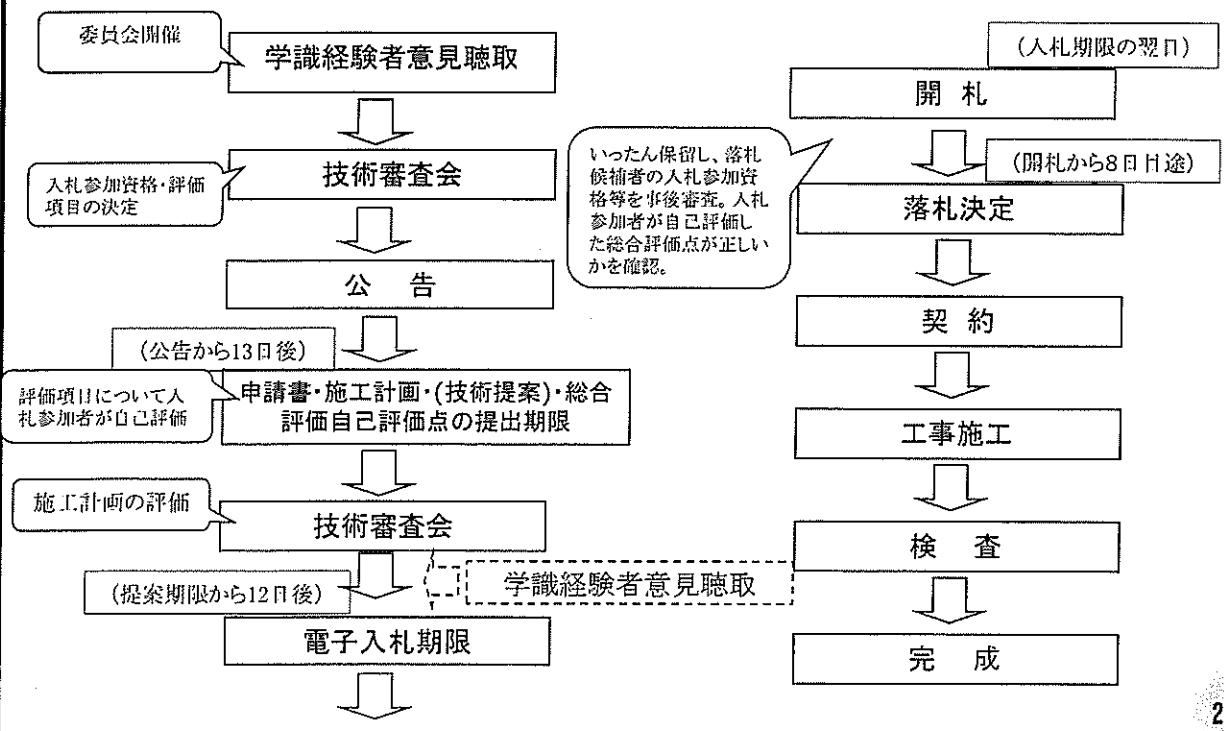 委員会開催
学識経験者意見聴取
入札参加資格・評価
項目の決定
技術審査会
公　告
(公告から13日後)
評価項目について入
札参加者が自己評価
申請書・施工計画・(技術提案)・総合
評価自己評価点の提出期限
施工計画の評価
技術審査会
学識経験者意見聴取
(提案期限から12日後)
電子入札期限
(入札期限の翌日)
開　札
いったん保留し、落札
候補者の入札参加資
格等を事後審査。入札
参加者が自己評価し
た総合評価点が正しい
かを確認。
(開札から8日目途)
落札決定
契　約
工事施工
検　査
完　成
2